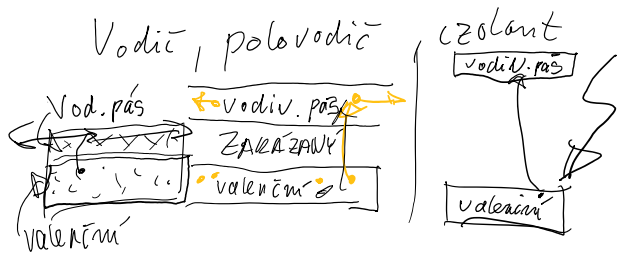 Vodič, polovodič
izolant
vodiv. pás
Vod. pás
vodiv. pás
ZAKÁZANÝ
valenční
valenční
valenční